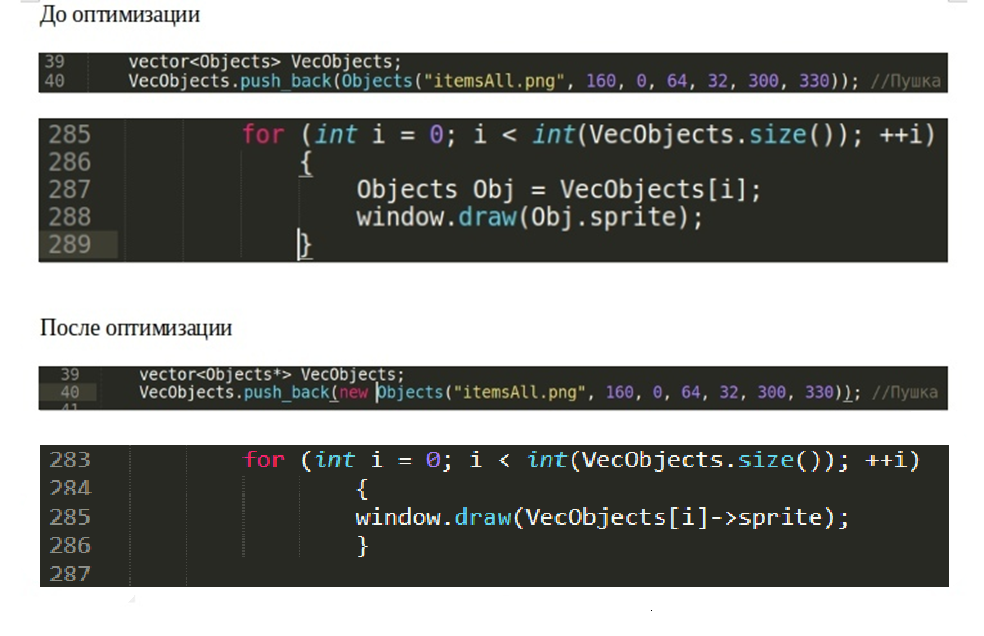 До оптимизации
39 vector<Objects> VecObjects;
40 VecObjects.push_back(Objects("itemsAll.png", 160, 0, 64, 32, 300, 330)); //Пушка
285 for (int i = 0; i < int(VecObjects.size()); ++i)
286 {
287 Objects Obj = VecObjects[i];
288 window.draw(Obj.sprite);
289 }
После оптимизации
39 vector<Objects*> VecObjects;
40 VecObjects.push_back(new Objects("itemsAll.png", 160, 0, 64, 32, 300, 330)); //Пушка
41
283 for (int i = 0; i < int(VecObjects.size()); ++i)
284 {
285 window.draw(VecObjects[i]->sprite);
286 }
287